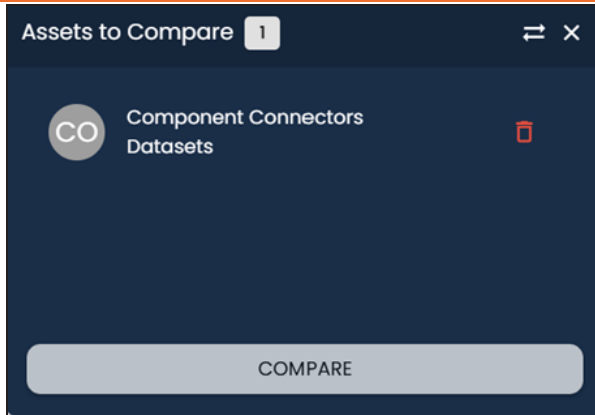 Assets to Compare 1
CO
Component Connectors
Datasets
COMPARE